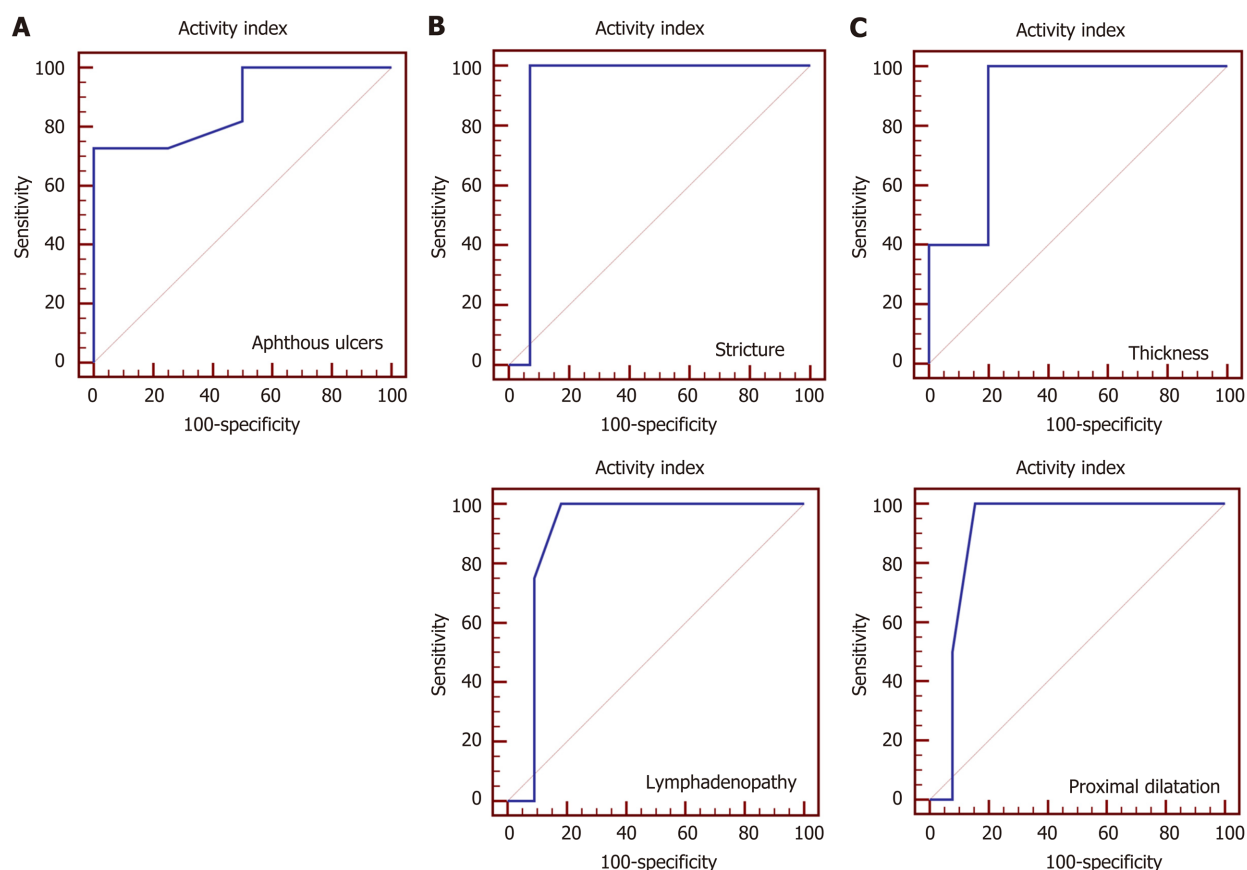 A
Activity index
100
80
60
40
20
0
Sensitivity
Aphthous ulcers
0 20 40 60 80 100
100-specificity
B
Activity index
100
80
60
40
20
0
Sensitivity
Stricture
0 20 40 60 80 100
100-specificity
C
Activity index
100
80
60
40
20
0
Sensitivity
Thickness
0 20 40 60 80 100
100-specificity
Activity index
100
80
60
40
20
0
Sensitivity
Lymphadenopathy
0 20 40 60 80 100
100-specificity
Activity index
100
80
60
40
20
0
Sensitivity
Proximal dilatation
0 20 40 60 80 100
100-specificity